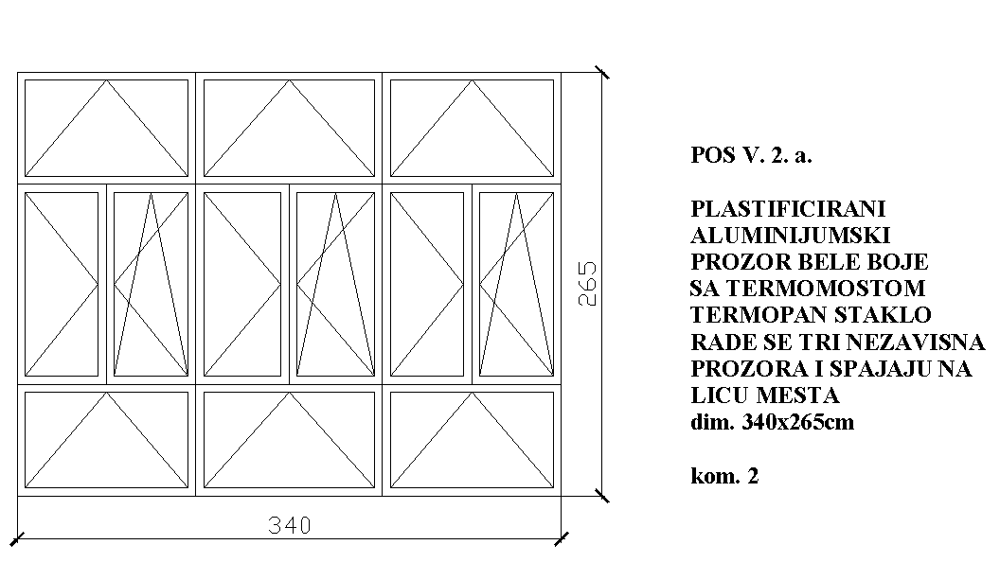 POS V. 2. a.
PLASTIFICIRANI
ALUMINIJUMSKI
PROZOR BELE BOJE
SA TERMOMOSTOM
TERMOPAN STAKLO
RADE SE TRI NEZAVISNA
PROZORA I SPAJAJU NA
LICU MESTA
dim. 340x265cm
kom. 2
265
340